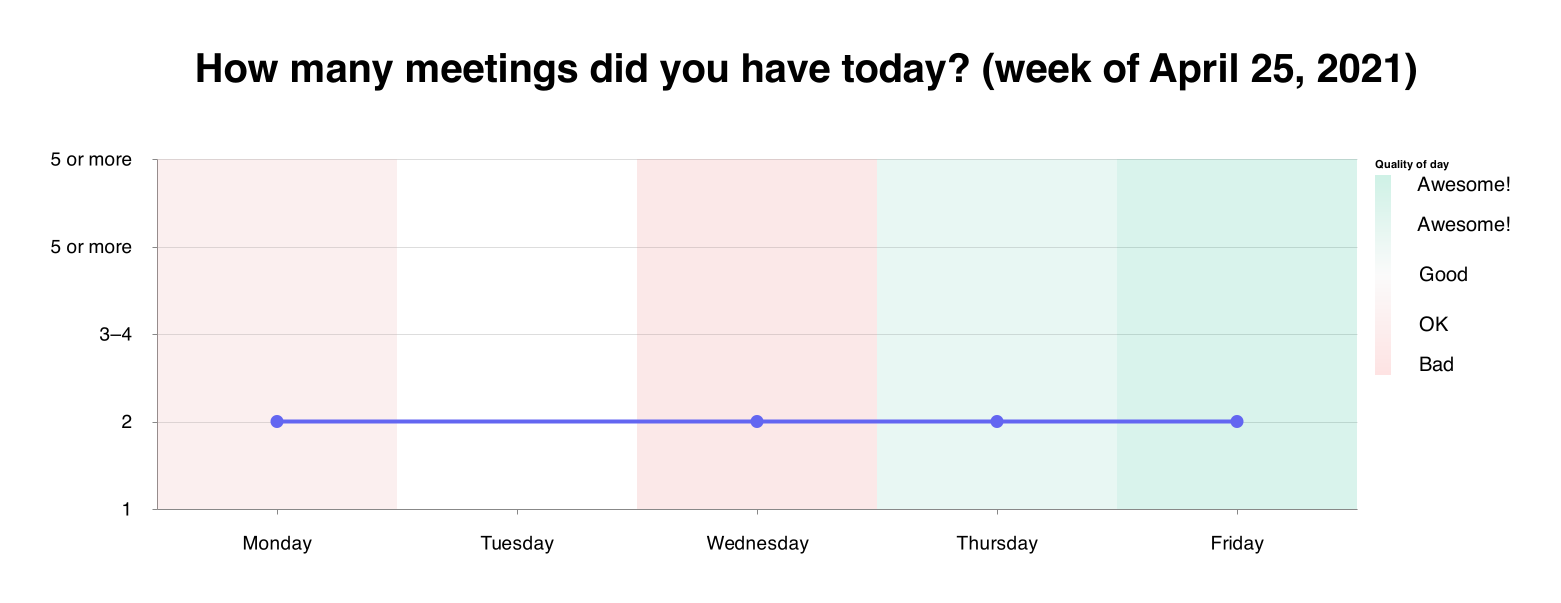 How many meetings did you have today? (week of April 25, 2021)
5 or more
5 or more
3–4
2
1
Monday
Tuesday
Wednesday
Thursday
Friday
Quality of day
Awesome!
Awesome!
Good
OK
Bad